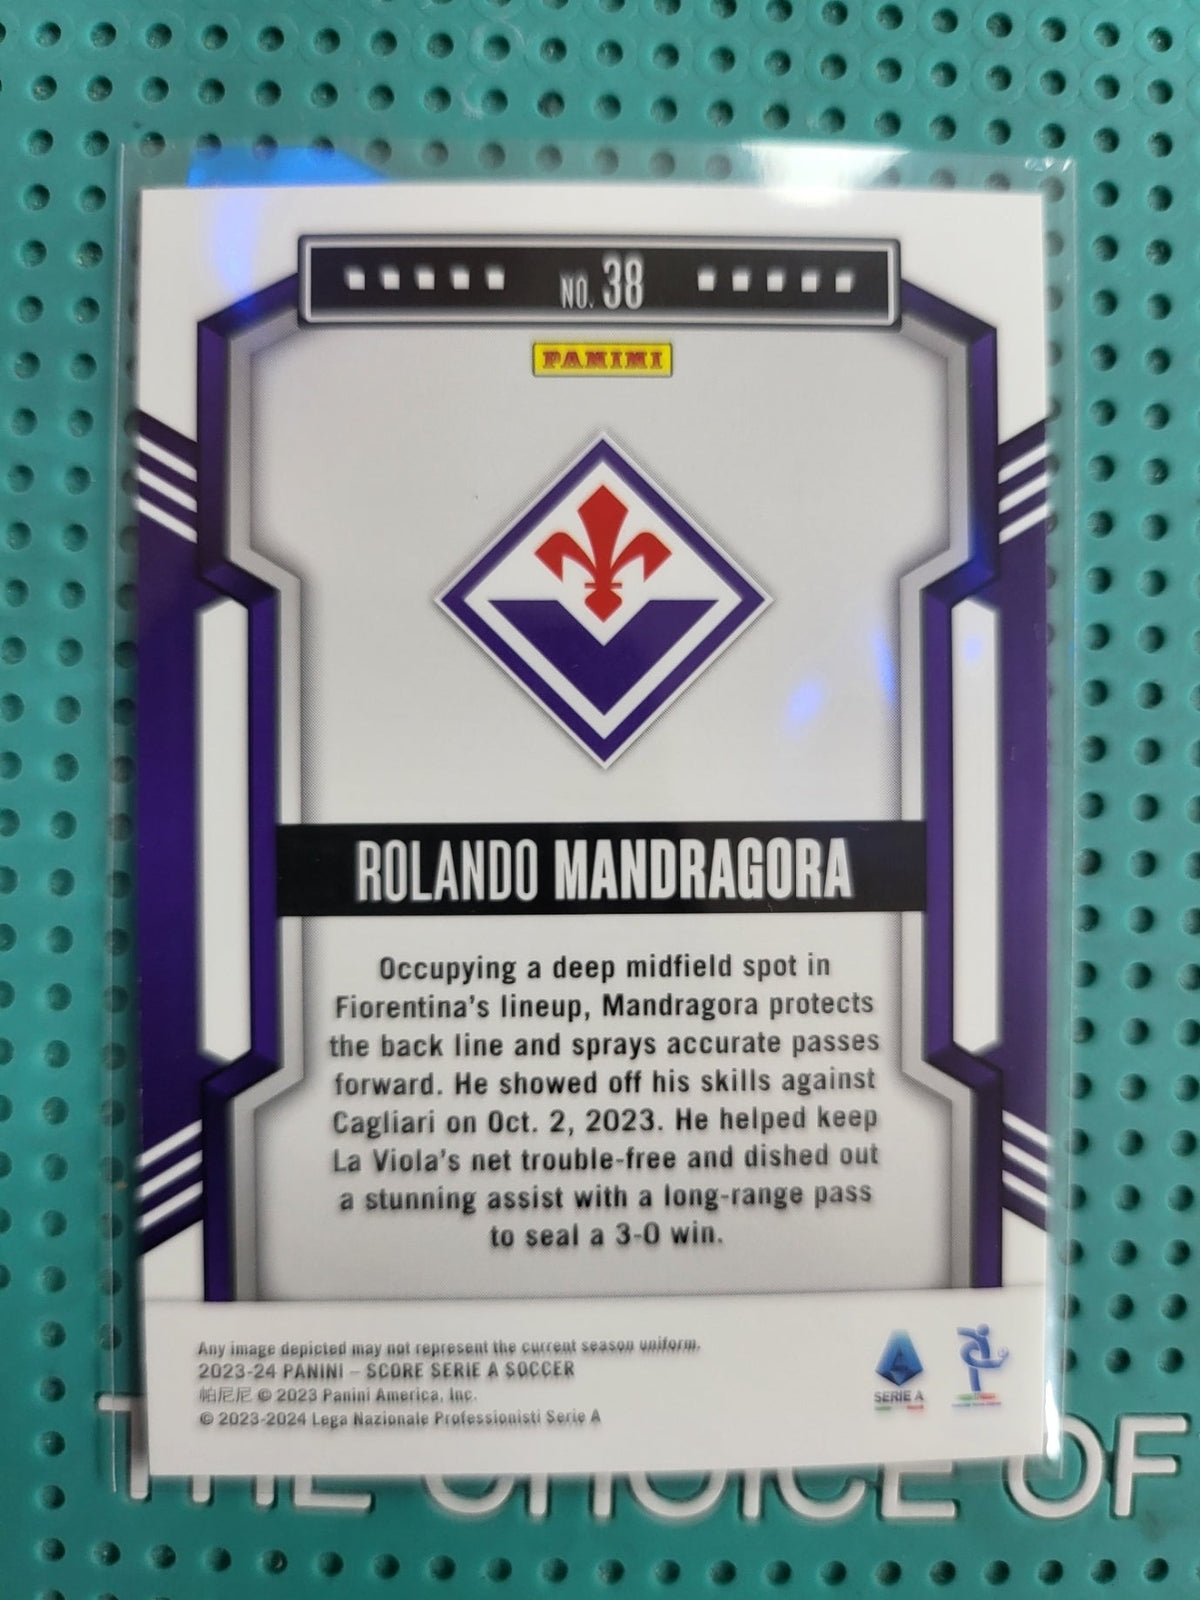 NO. 38
PANINI
ROLANDO MANDRAGORA
Occupying a deep midfield spot in
Fiorentina's lineup, Mandragora protects
the back line and sprays accurate passes
forward. He showed off his skills against
Cagliari on Oct. 2, 2023. He helped keep
La Viola's net trouble-free and dished out
a stunning assist with a long-range pass
to seal a 3-0 win.
Any image depicted may not represent the current season uniform.
2023-24 PANINI – SCORE SERIE A SOCCER
帕尼尼 © 2023 Panini America, Inc.
© 2023-2024 Lega Nazionale Professionisti Serie A
SERIE A
THE CHOICE OF